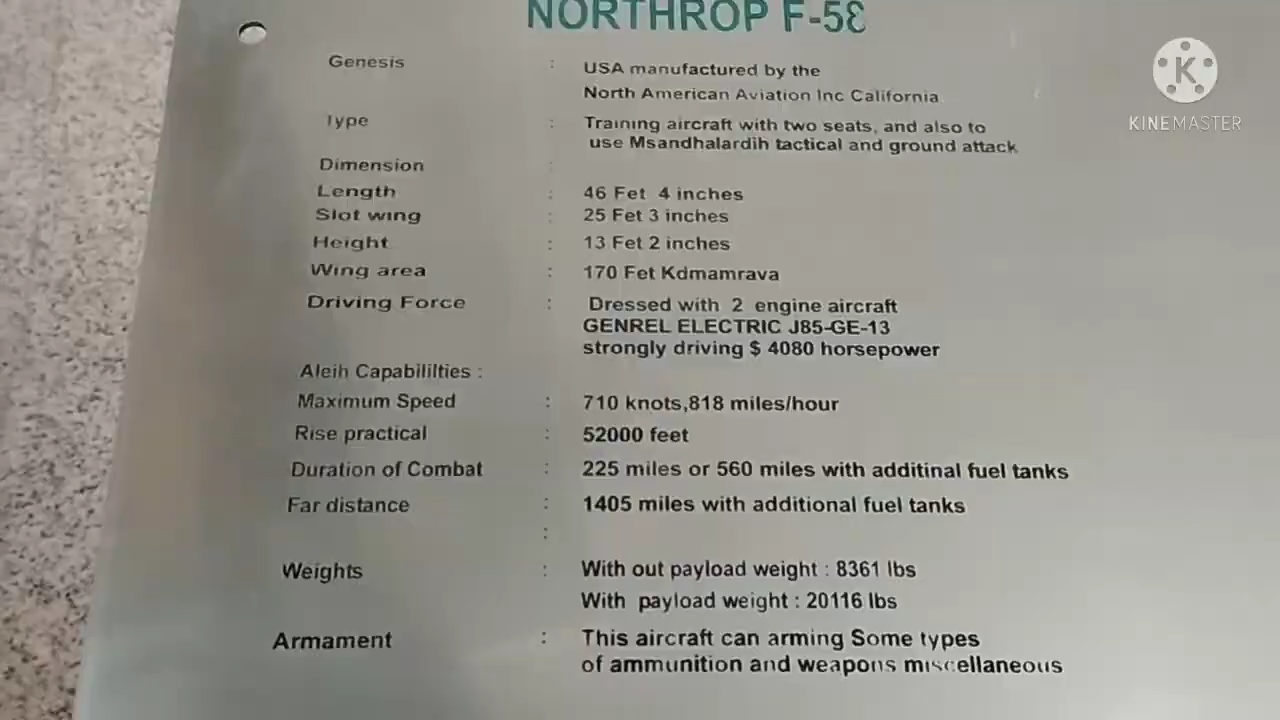 NORTHROP F-58
Genesis : USA manufactured by the
North American Aviation Inc California
Type : Training aircraft with two seats, and also to
use Msandhalardih tactical and ground attack
Dimension :
Length : 46 Fet 4 inches
Slot wing : 25 Fet 3 inches
Height : 13 Fet 2 inches
Wing area : 170 Fet Kdmamrava
Driving Force : Dressed with 2 engine aircraft
GENREL ELECTRIC J85-GE-13
strongly driving $ 4080 horsepower
Aleih Capabililties :
Maximum Speed : 710 knots,818 miles/hour
Rise practical : 52000 feet
Duration of Combat : 225 miles or 560 miles with additinal fuel tanks
Far distance : 1405 miles with additional fuel tanks
:
Weights : With out payload weight : 8361 lbs
With payload weight : 20116 lbs
Armament : This aircraft can arming Some types
of ammunition and weapons miscellaneous
K
KINEMASTER